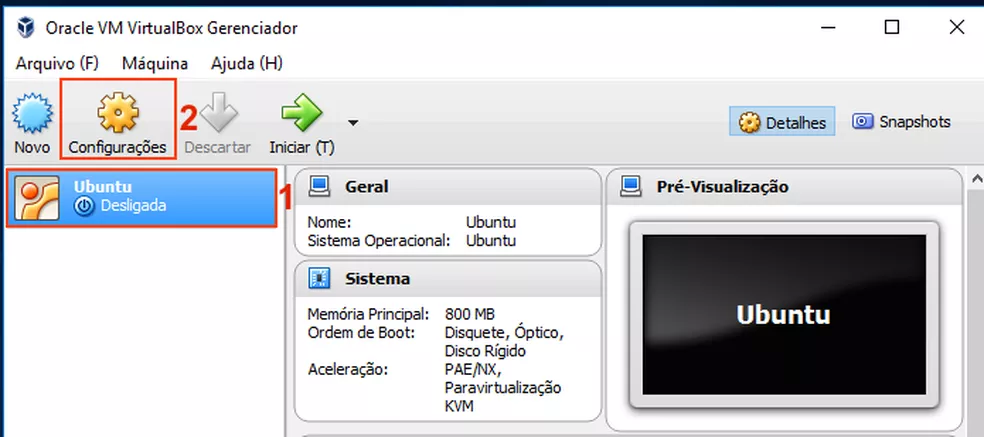 Oracle VM VirtualBox Gerenciador
Arquivo (F) Máquina Ajuda (H)
2
Novo Configurações Descartar Iniciar (T) Detalhes Snapshots
Ubuntu
Desligada
1
Geral
Nome: Ubuntu
Sistema Operacional: Ubuntu
Sistema
Memória Principal: 800 MB
Ordem de Boot: Disquete, Óptico,
Disco Rígido
Aceleração: PAE/NX,
Paravirtualização
KVM
Pré-Visualização
Ubuntu